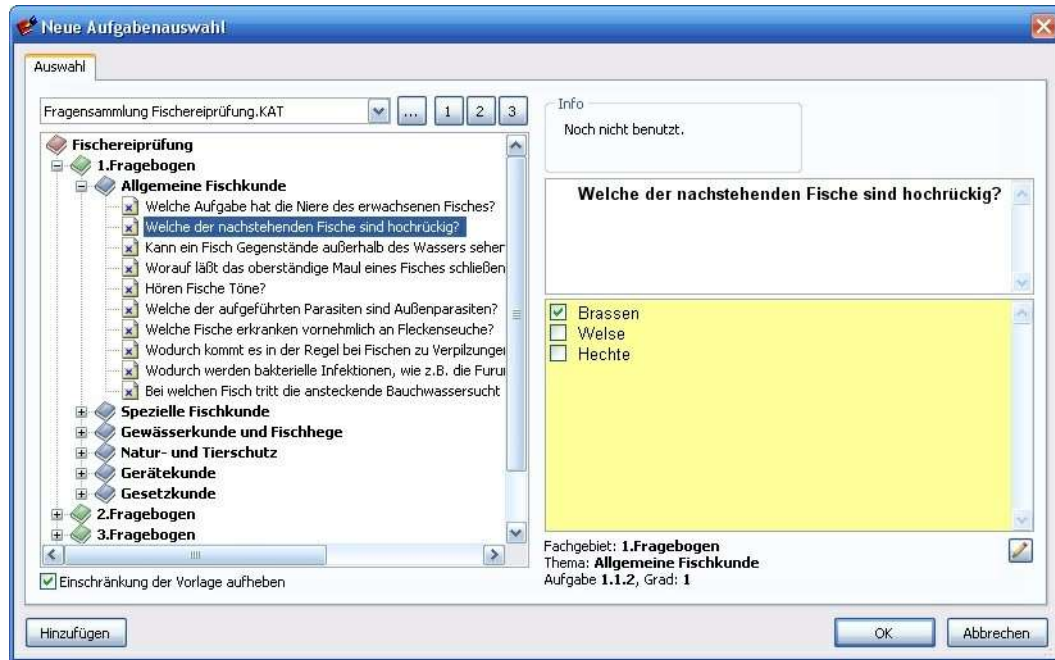 Neue Aufgabenauswahl
Auswahl
Fragensammlung Fischereiprüfung.KAT
... 1 2 3
Fischereiprüfung
1.Fragebogen
Allgemeine Fischkunde
Welche Aufgabe hat die Niere des erwachsenen Fisches?
Welche der nachstehenden Fische sind hochrückig?
Kann ein Fisch Gegenstände außerhalb des Wassers seher
Worauf läßt das oberständige Maul eines Fisches schließen
Hören Fische Töne?
Welche der aufgeführten Parasiten sind Außenparasiten?
Welche Fische erkranken vornehmlich an Fleckenseuche?
Wodurch kommt es in der Regel bei Fischen zu Verpilzunger
Wodurch werden bakterielle Infektionen, wie z.B. die Furu
Bei welchen Fisch tritt die ansteckende Bauchwassersucht
Spezielle Fischkunde
Gewässerkunde und Fischhege
Natur- und Tierschutz
Gerätekunde
Gesetzkunde
2.Fragebogen
3.Fragebogen
Einschränkung der Vorlage aufheben
Info
Noch nicht benutzt.
Welche der nachstehenden Fische sind hochrückig?
Brassen
Welse
Hechte
Fachgebiet: 1.Fragebogen
Thema: Allgemeine Fischkunde
Aufgabe 1.1.2, Grad: 1
Hinzufügen
OK
Abbrechen